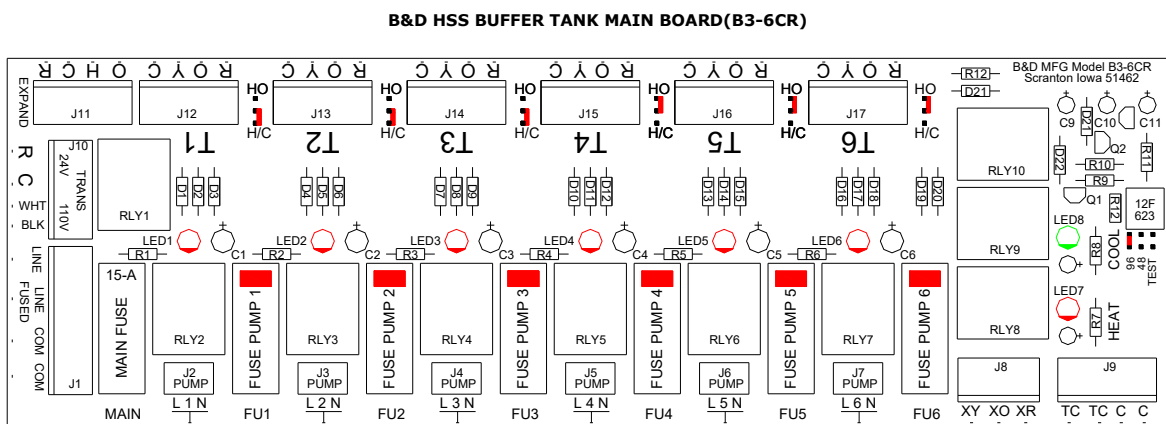 B&D HSS BUFFER TANK MAIN BOARD(B3-6CR)
R C H O
R O Y C
R O Y C
R O Y C
R O Y C
R O Y C
R O Y C
HO HO HO HO HO HO
R12
D21
B&D MFG Model B3-6CR
Scranton Iowa 51462
EXPAND
J11 J12 J13 J14 J15 J16 J17
H/C H/C H/C H/C H/C H/C
C9 D21 C10 C11
T1 T2 T3 T4 T5 T6
R
C
WHT
BLK
J10
24V
TRANS
110V
RLY1
D1 D2 D3
D4 D5 D6
D7 D8 D9
D10 D11 D12
D13 D14 D15
D16 D17 D18
D19 D20
RLY10
D22
Q2
R10
R9
R11
Q1
R12
12F
623
LED1 LED2 LED3 LED4 LED5 LED6
R1 C1 R2 C2 R3 C3 R4 C4 R5 C5 R6 C6
RLY9
LED8
R8
COOL
96
48
TEST
LINE
LINE
FUSED
COM
COM
J1
15-A
MAIN FUSE
FUSE PUMP 1
FUSE PUMP 2
FUSE PUMP 3
FUSE PUMP 4
FUSE PUMP 5
FUSE PUMP 6
RLY2 RLY3 RLY4 RLY5 RLY6 RLY7
RLY8
LED7
R7
HEAT
J2
PUMP
J3
PUMP
J4
PUMP
J5
PUMP
J6
PUMP
J7
PUMP
J8 J9
L 1 N L 2 N L 3 N L 4 N L 5 N L 6 N
MAIN FU1 FU2 FU3 FU4 FU5 FU6
XY XO XR TC TC C C